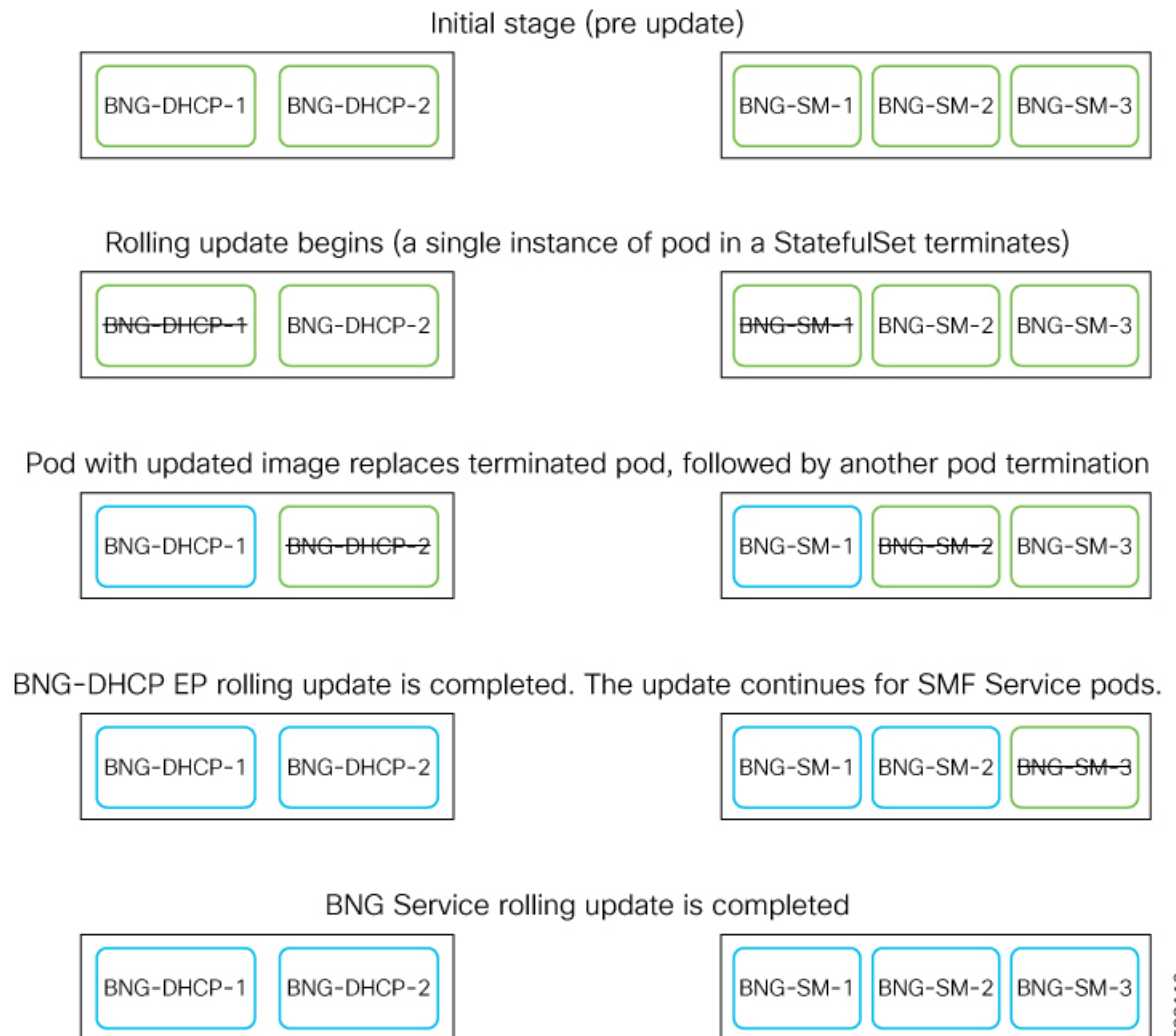 Initial stage (pre update)
BNG-DHCP-1 BNG-DHCP-2 BNG-SM-1 BNG-SM-2 BNG-SM-3
Rolling update begins (a single instance of pod in a StatefulSet terminates)
BNG-DHCP-1 BNG-DHCP-2 BNG-SM-1 BNG-SM-2 BNG-SM-3
Pod with updated image replaces terminated pod, followed by another pod termination
BNG-DHCP-1 BNG-DHCP-2 BNG-SM-1 BNG-SM-2 BNG-SM-3
BNG-DHCP EP rolling update is completed. The update continues for SMF Service pods.
BNG-DHCP-1 BNG-DHCP-2 BNG-SM-1 BNG-SM-2 BNG-SM-3
BNG Service rolling update is completed
BNG-DHCP-1 BNG-DHCP-2 BNG-SM-1 BNG-SM-2 BNG-SM-3